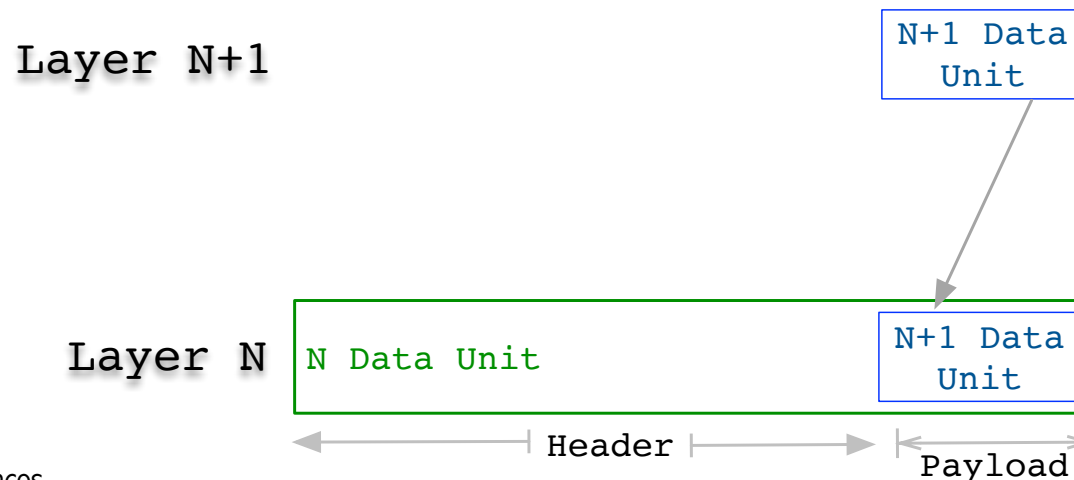 Layer N+1
N+1 Data
Unit
Layer N
N Data Unit
N+1 Data
Unit
Header
Payload